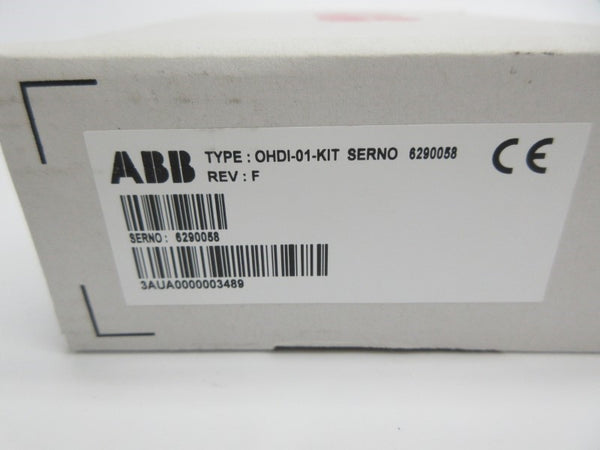 ABB TYPE : OHDI-01-KIT SERNO 6290058 CE
REV : F
SERNO: 6290058
3AUA0000003489